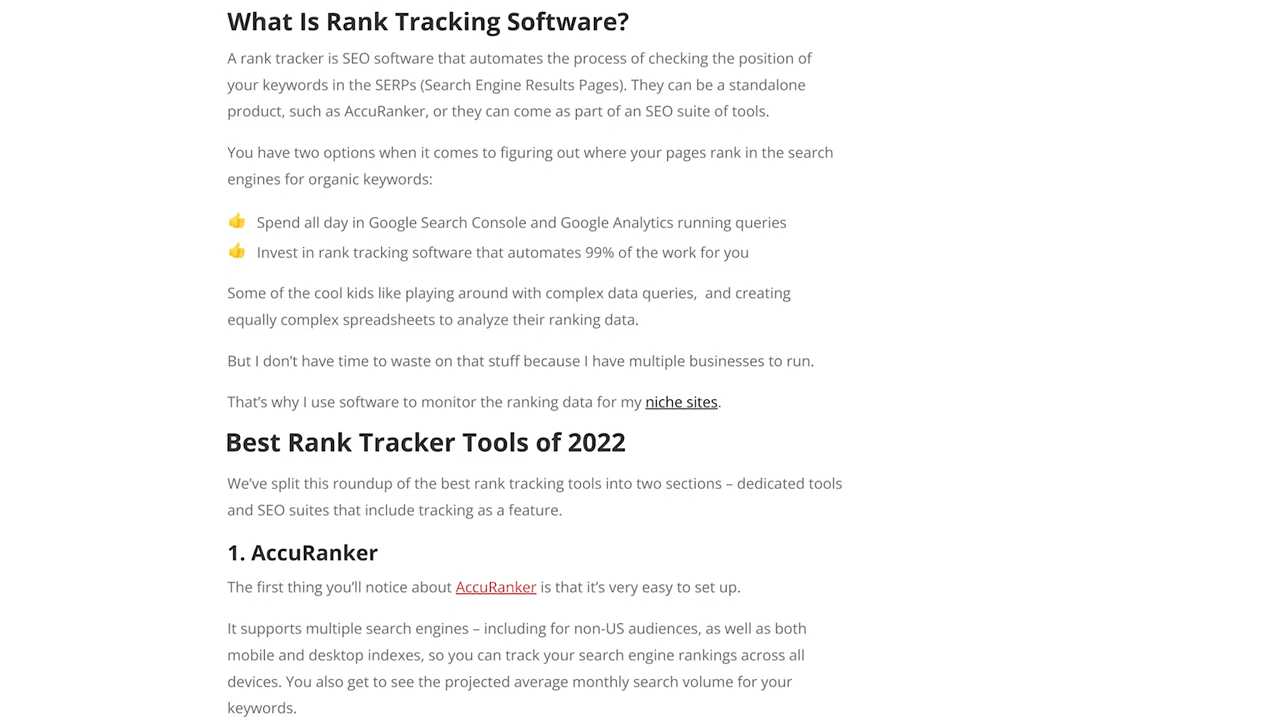 What Is Rank Tracking Software?
A rank tracker is SEO software that automates the process of checking the position of
your keywords in the SERPs (Search Engine Results Pages). They can be a standalone
product, such as AccuRanker, or they can come as part of an SEO suite of tools.
You have two options when it comes to figuring out where your pages rank in the search
engines for organic keywords:
👍 Spend all day in Google Search Console and Google Analytics running queries
👍 Invest in rank tracking software that automates 99% of the work for you
Some of the cool kids like playing around with complex data queries,  and creating
equally complex spreadsheets to analyze their ranking data.
But I don’t have time to waste on that stuff because I have multiple businesses to run.
That’s why I use software to monitor the ranking data for my niche sites.
Best Rank Tracker Tools of 2022
We’ve split this roundup of the best rank tracking tools into two sections – dedicated tools
and SEO suites that include tracking as a feature.
1. AccuRanker
The first thing you’ll notice about AccuRanker is that it’s very easy to set up.
It supports multiple search engines – including for non-US audiences, as well as both
mobile and desktop indexes, so you can track your search engine rankings across all
devices. You also get to see the projected average monthly search volume for your
keywords.